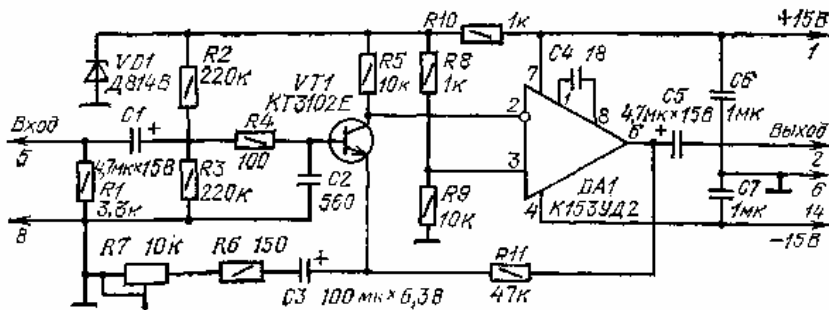 R10
1к
+15В
1
VD1
Д814В
R2
220к
VT1
КТ3102Е
R5
10к
R8
1к
C4 18
7
1
8
C6
1мк
C5
4,7мк×15В
Вход
5
C1
+
4,7мк×15В
R4
100
2
3
6
+
Выход
2
R1
3,3к
R3
220к
C2
560
R9
10К
DA1
К153УД2
4
C7
1мк
6
14
-15В
8
R7 10к
R6 150
+
C3 100 мк×6,3В
R11
47к